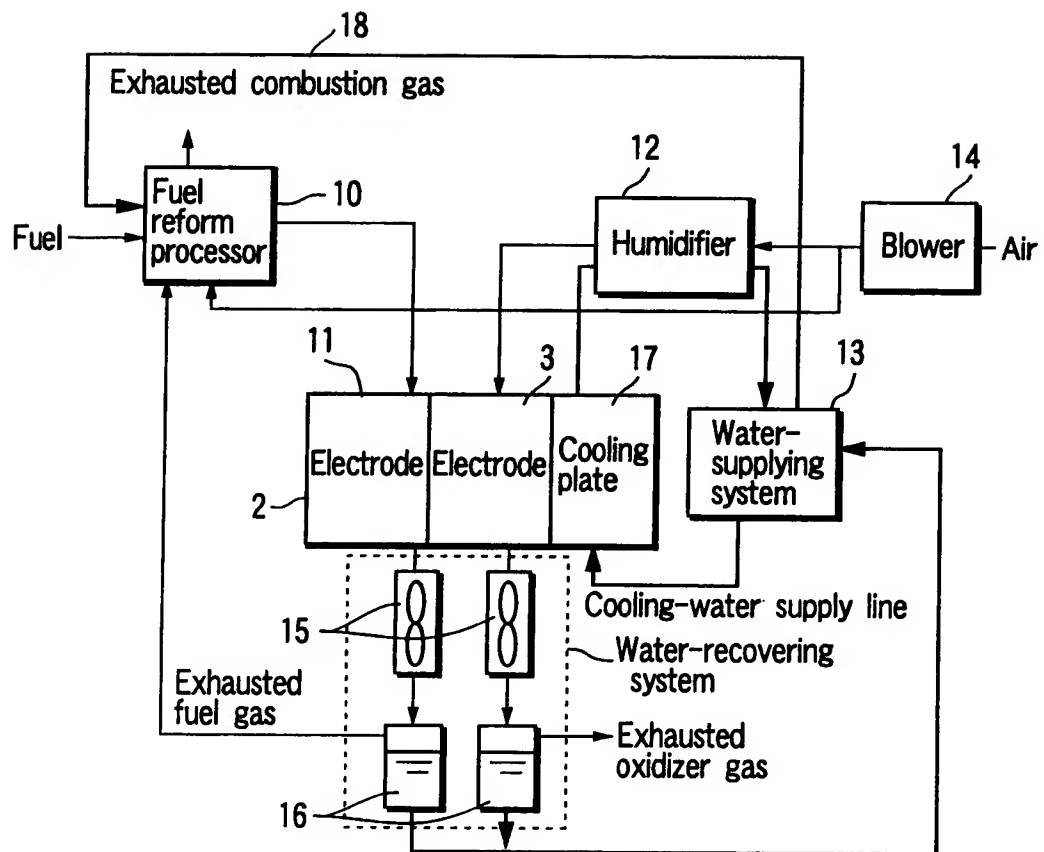 18
Exhausted combustion gas
12
14
Fuel
reform
processor
10
Fuel
Humidifier
Blower
Air
11
3
17
13
Electrode
Electrode
Cooling
plate
Water-
supplying
system
2
Cooling-water supply line
15
Water-recovering
system
Exhausted
fuel gas
Exhausted
oxidizer gas
16